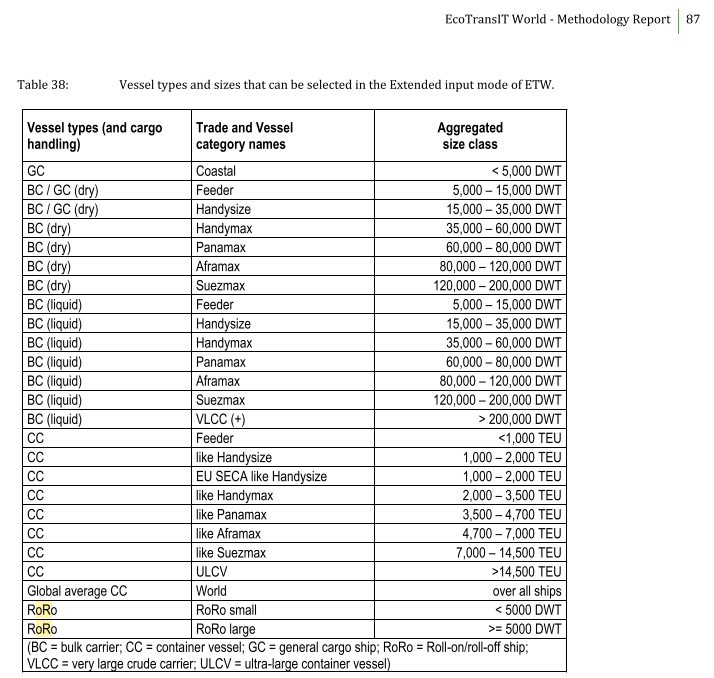 EcoTransIT World - Methodology Report | 87
Table 38: Vessel types and sizes that can be selected in the Extended input mode of ETW.
Vessel types (and cargo handling) Trade and Vessel category names Aggregated size class
GC Coastal < 5,000 DWT
BC / GC (dry) Feeder 5,000 – 15,000 DWT
BC / GC (dry) Handysize 15,000 – 35,000 DWT
BC (dry) Handymax 35,000 – 60,000 DWT
BC (dry) Panamax 60,000 – 80,000 DWT
BC (dry) Aframax 80,000 – 120,000 DWT
BC (dry) Suezmax 120,000 – 200,000 DWT
BC (liquid) Feeder 5,000 – 15,000 DWT
BC (liquid) Handysize 15,000 – 35,000 DWT
BC (liquid) Handymax 35,000 – 60,000 DWT
BC (liquid) Panamax 60,000 – 80,000 DWT
BC (liquid) Aframax 80,000 – 120,000 DWT
BC (liquid) Suezmax 120,000 – 200,000 DWT
BC (liquid) VLCC (+) > 200,000 DWT
CC Feeder <1,000 TEU
CC like Handysize 1,000 – 2,000 TEU
CC EU SECA like Handysize 1,000 – 2,000 TEU
CC like Handymax 2,000 – 3,500 TEU
CC like Panamax 3,500 – 4,700 TEU
CC like Aframax 4,700 – 7,000 TEU
CC like Suezmax 7,000 – 14,500 TEU
CC ULCV >14,500 TEU
Global average CC World over all ships
RoRo RoRo small < 5000 DWT
RoRo RoRo large >= 5000 DWT
(BC = bulk carrier; CC = container vessel; GC = general cargo ship; RoRo = Roll-on/roll-off ship;
VLCC = very large crude carrier; ULCV = ultra-large container vessel)